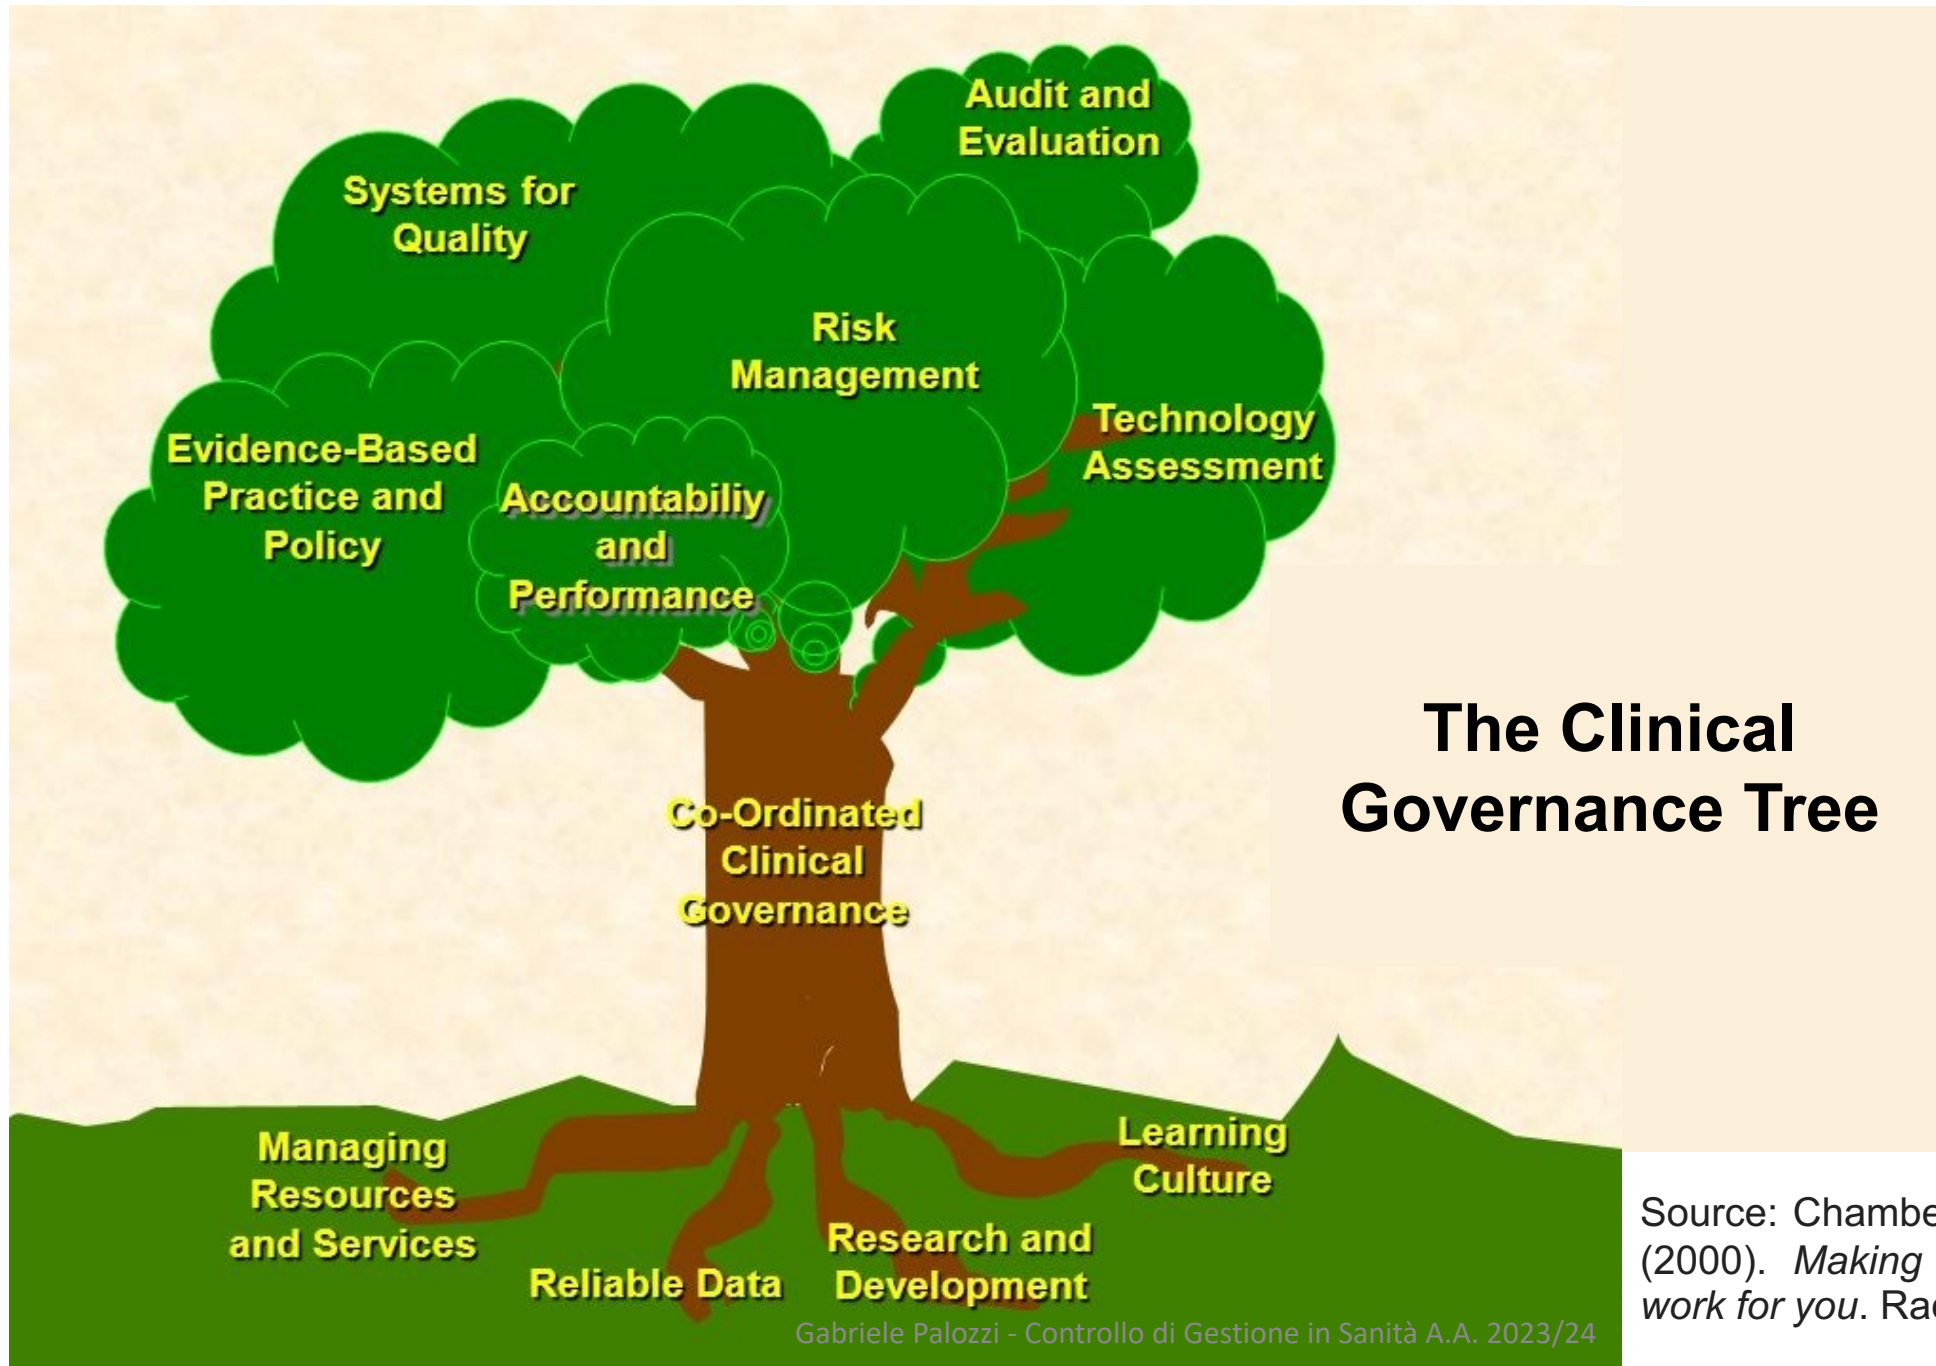 Audit and
Evaluation
Systems for
Quality
Risk
Management
Technology
Assessment
Evidence-Based
Practice and
Policy
Accountabiliy
and
Performance
The Clinical
Governance Tree
Co-Ordinated
Clinical
Governance
Managing
Resources
and Services
Reliable Data
Research and
Development
Learning
Culture
Source:
(2000). Making
work for you.
Gabriele Palozzi - Controllo di Gestione in Sanità A.A. 2023/24